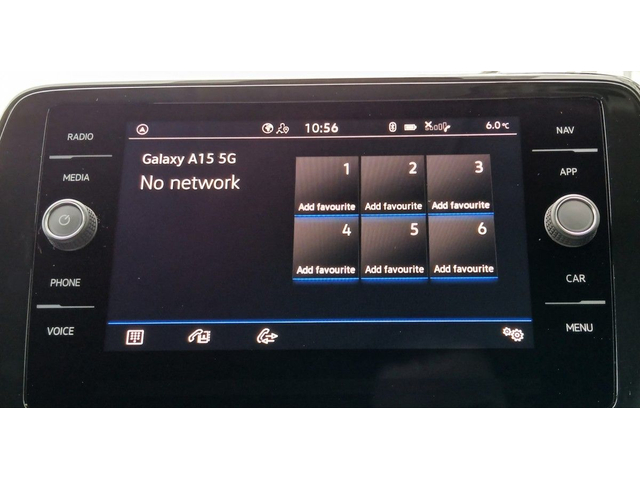 RADIO
MEDIA
PHONE
VOICE
10:56
6.0°C
Galaxy A15 5G
No network
1
Add favourite
2
Add favourite
3
Add favourite
4
Add favourite
5
Add favourite
6
Add favourite
NAV
APP
CAR
MENU